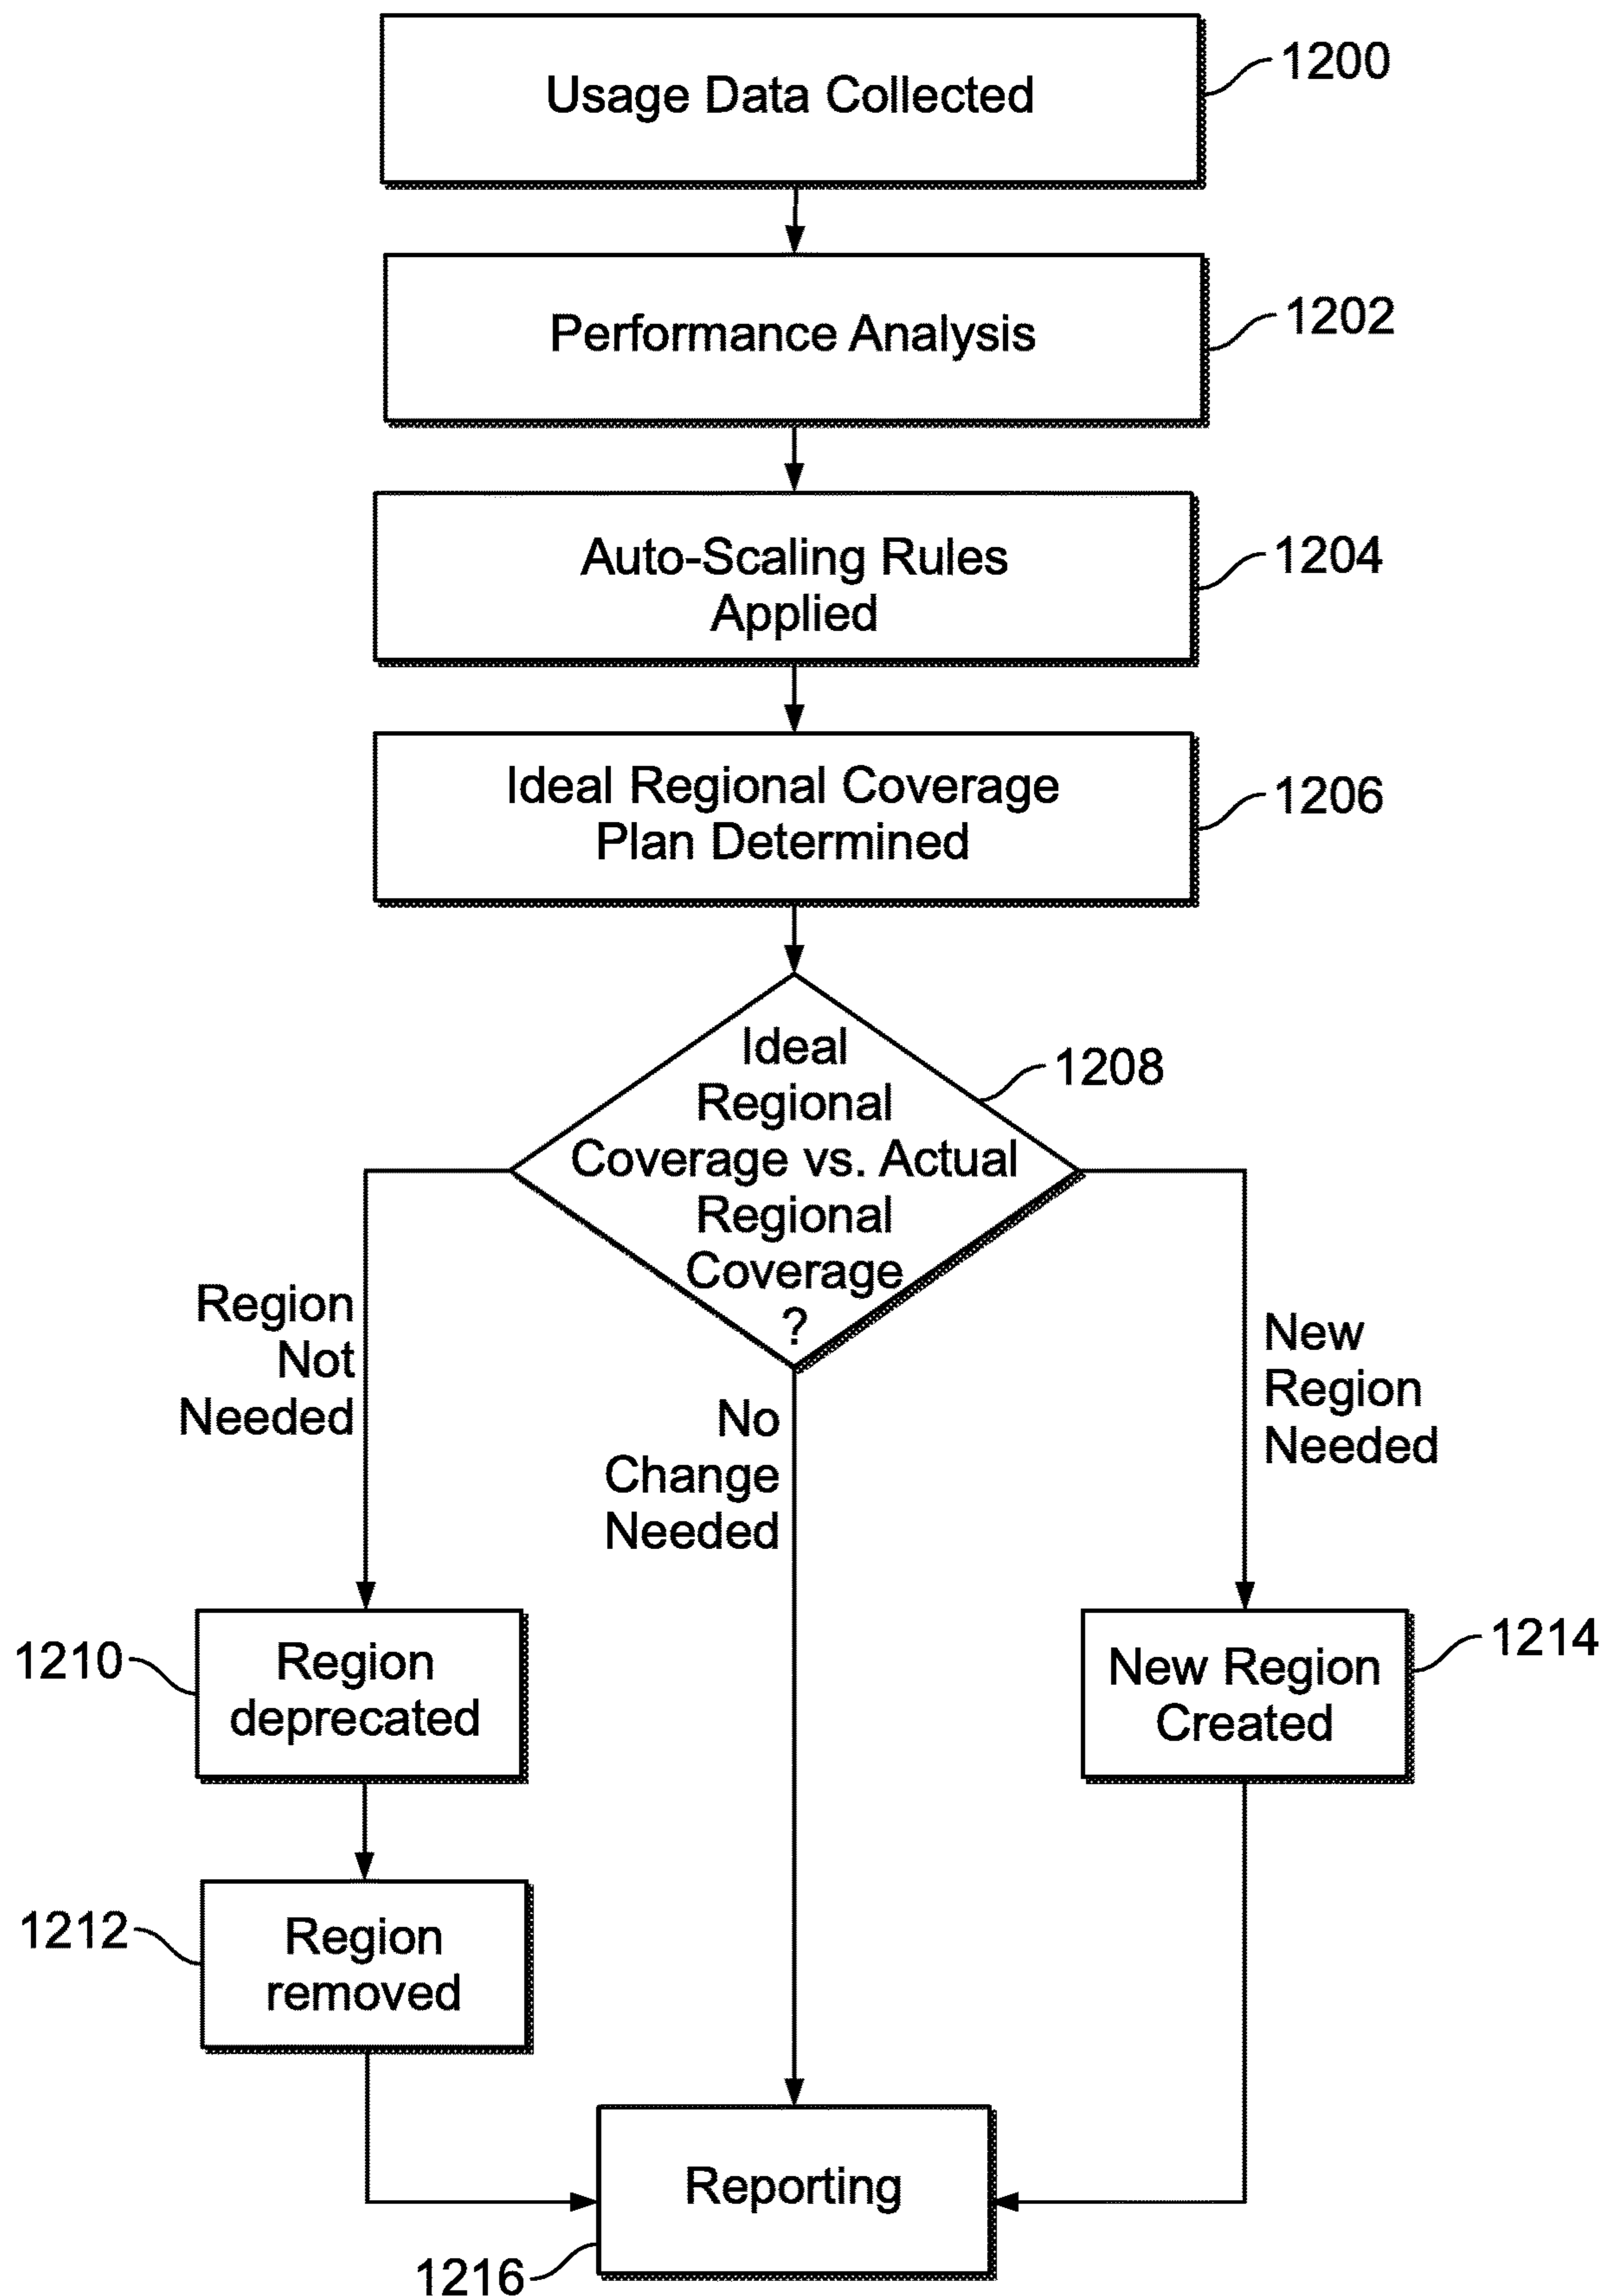 Usage Data Collected
1200
Performance Analysis
1202
Auto-Scaling Rules
Applied
1204
Ideal Regional Coverage
Plan Determined
1206
Ideal
Regional
Coverage vs. Actual
Regional
Coverage
?
1208
Region
Not
Needed
No
Change
Needed
New
Region
Needed
1210
Region
deprecated
New Region
Created
1214
1212
Region
removed
Reporting
1216